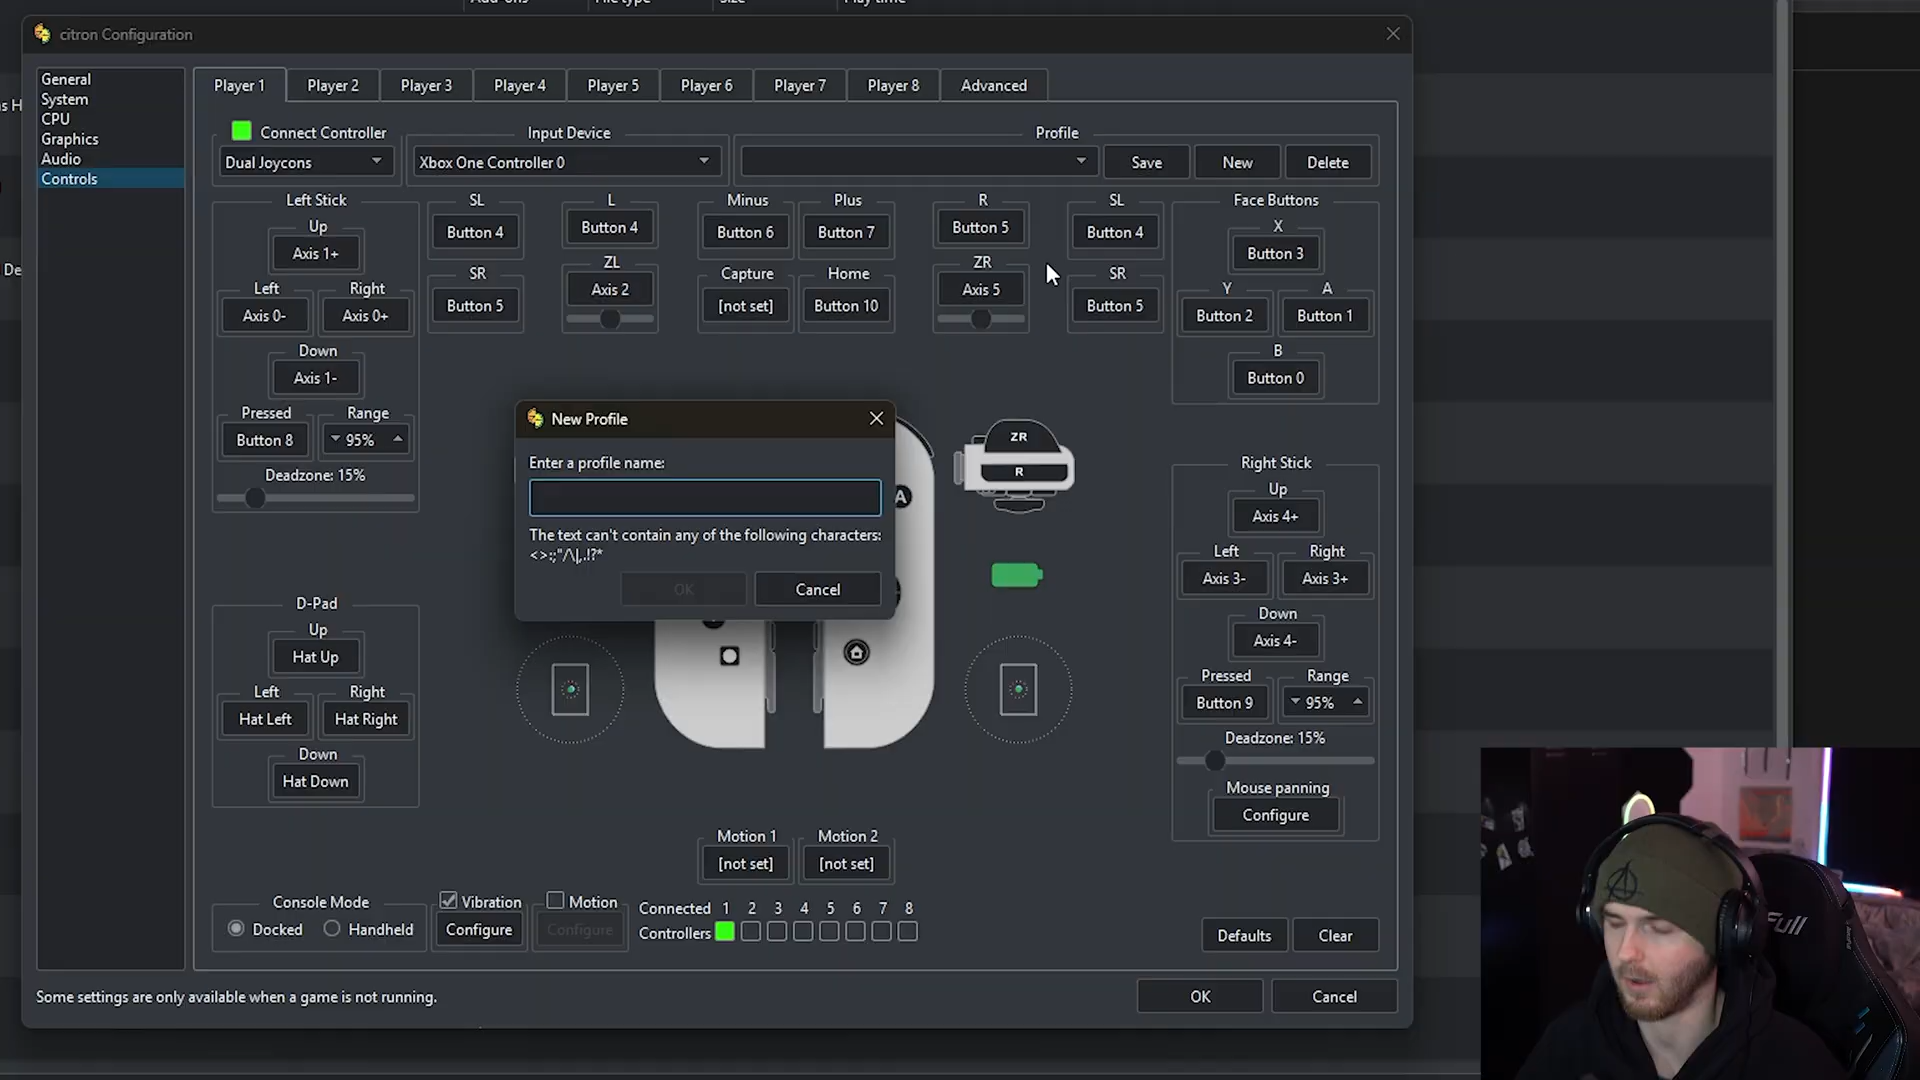 Add-ons File type Size Play time
citron Configuration
General
System
CPU
Graphics
Audio
Controls
Player 1 Player 2 Player 3 Player 4 Player 5 Player 6 Player 7 Player 8 Advanced
Connect Controller Input Device Profile
Dual Joycons Xbox One Controller 0 Save New Delete
Left Stick SL L Minus Plus R SL Face Buttons
Up Button 4 Button 4 Button 6 Button 7 Button 5 Button 4 X
Axis 1+ SR ZL Capture Home ZR SR Button 3
Left Right Y A
Axis 0- Axis 0+ Button 5 Axis 2 [not set] Button 10 Axis 5 Button 5 Button 2 Button 1
Down B
Axis 1- Button 0
Pressed Range
Button 8 95%
Deadzone: 15%
New Profile
Enter a profile name:
The text can't contain any of the following characters:
<>:;"/\|,.!?*
OK Cancel
A
ZR
R
Right Stick
Up
Axis 4+
Left Right
Axis 3- Axis 3+
Down
Axis 4-
Pressed Range
Button 9 95%
Deadzone: 15%
Mouse panning
Configure
D-Pad
Up
Hat Up
Left Right
Hat Left Hat Right
Down
Hat Down
Motion 1 Motion 2
[not set] [not set]
Console Mode Vibration Motion Connected 1 2 3 4 5 6 7 8
Docked Handheld Configure Configure Controllers
Defaults Clear
Some settings are only available when a game is not running.
OK Cancel
Full